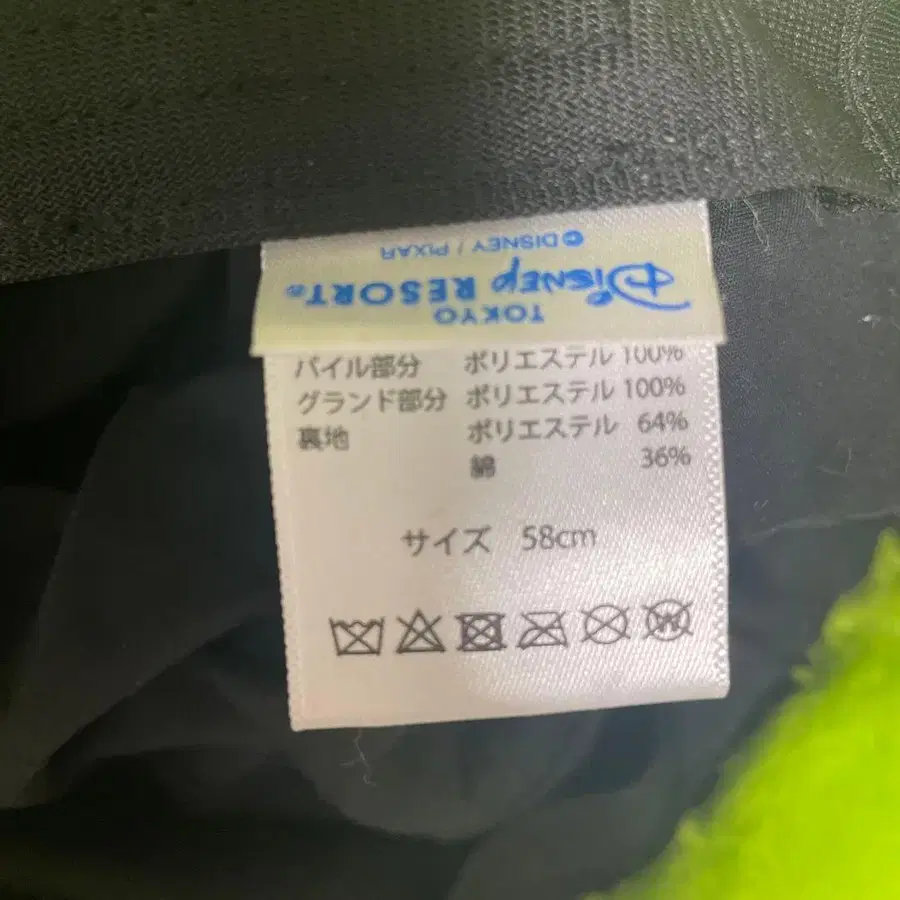 © DISNEY / PIXAR
TOKYO
Disney RESORT®
パイル部分 ポリエステル 100%
グランド部分 ポリエステル 100%
裏地 ポリエステル 64%
綿 36%
サイズ 58cm
W